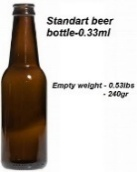 Standart beer
bottle-0.33ml
Empty weight - 0.53lbs
- 240gr